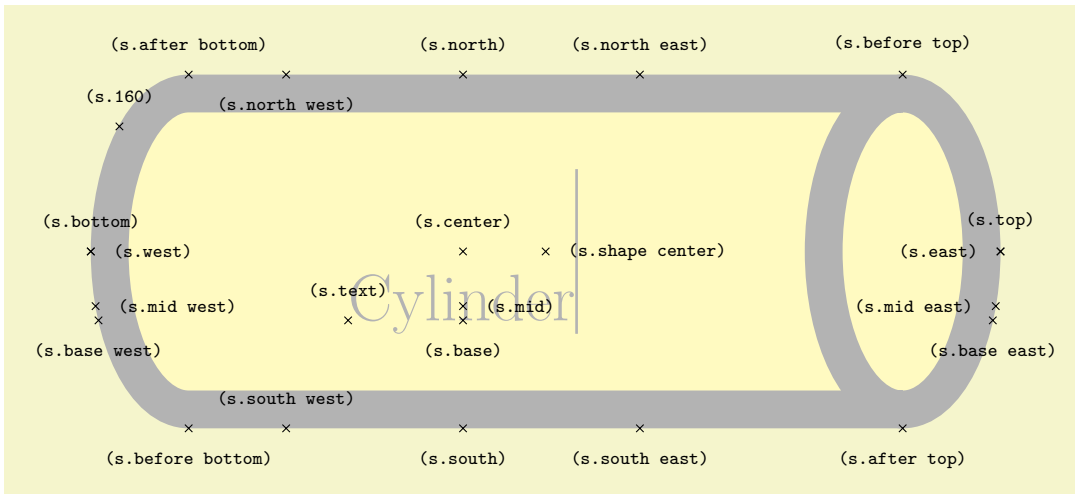 (s.after bottom) (s.north) (s.north east) (s.before top)
(s.160) (s.north west)
(s.bottom) (s.center) (s.top)
(s.west) (s.shape center) (s.east)
(s.text)
Cylinder
(s.mid west) (s.mid) (s.mid east)
(s.base west) (s.base) (s.base east)
(s.south west)
(s.before bottom) (s.south) (s.south east) (s.after top)